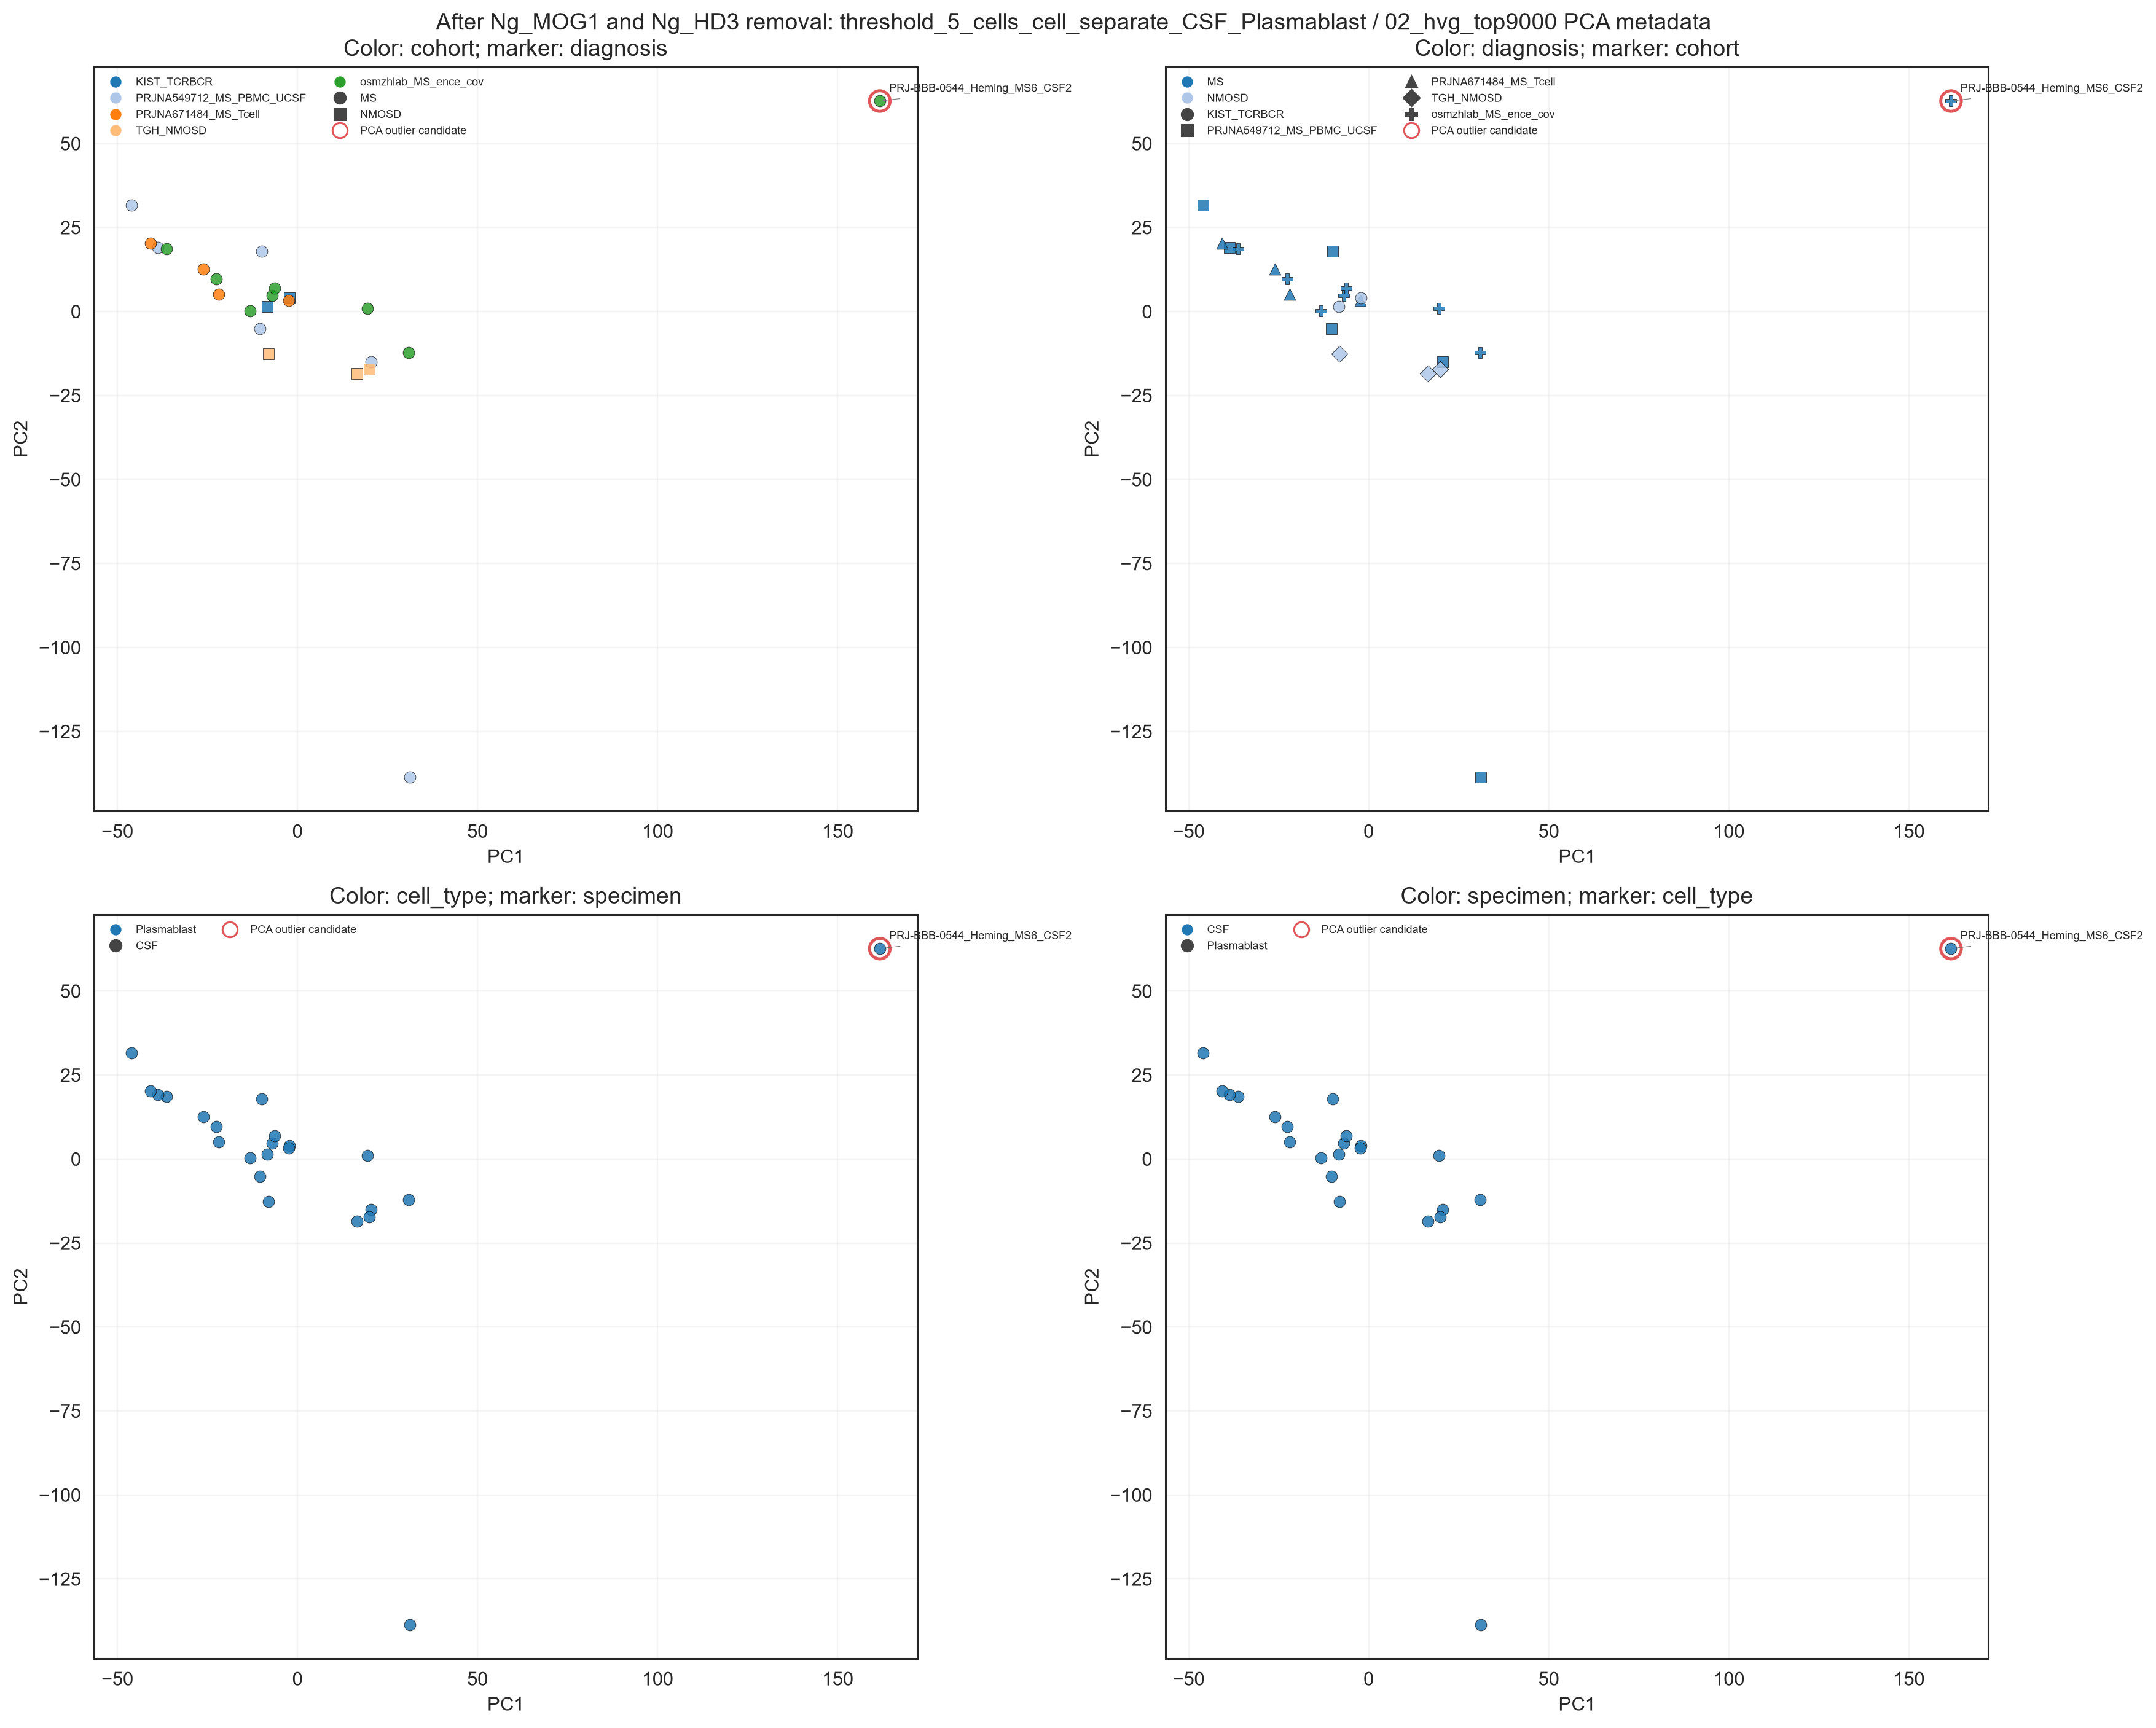 After Ng_MOG1 and Ng_HD3 removal: threshold_5_cells_cell_separate_CSF_Plasmablast / 02_hvg_top9000 PCA metadata
Color: cohort; marker: diagnosis
KIST_TCRBCR
PRJNA549712_MS_PBMC_UCSF
PRJNA671484_MS_Tcell
TGH_NMOSD
osmzhlab_MS_ence_cov
MS
NMOSD
PCA outlier candidate
PRJ-BBB-0544_Heming_MS6_CSF2
50
25
0
−25
−50
−75
−100
−125
PC2
−50
0
50
100
150
PC1
Color: diagnosis; marker: cohort
MS
NMOSD
KIST_TCRBCR
PRJNA549712_MS_PBMC_UCSF
PRJNA671484_MS_Tcell
TGH_NMOSD
osmzhlab_MS_ence_cov
PCA outlier candidate
PRJ-BBB-0544_Heming_MS6_CSF2
50
25
0
−25
−50
−75
−100
−125
PC2
−50
0
50
100
150
PC1
Color: cell_type; marker: specimen
Plasmablast
CSF
PCA outlier candidate
PRJ-BBB-0544_Heming_MS6_CSF2
50
25
0
−25
−50
−75
−100
−125
PC2
−50
0
50
100
150
PC1
Color: specimen; marker: cell_type
CSF
Plasmablast
PCA outlier candidate
PRJ-BBB-0544_Heming_MS6_CSF2
50
25
0
−25
−50
−75
−100
−125
PC2
−50
0
50
100
150
PC1